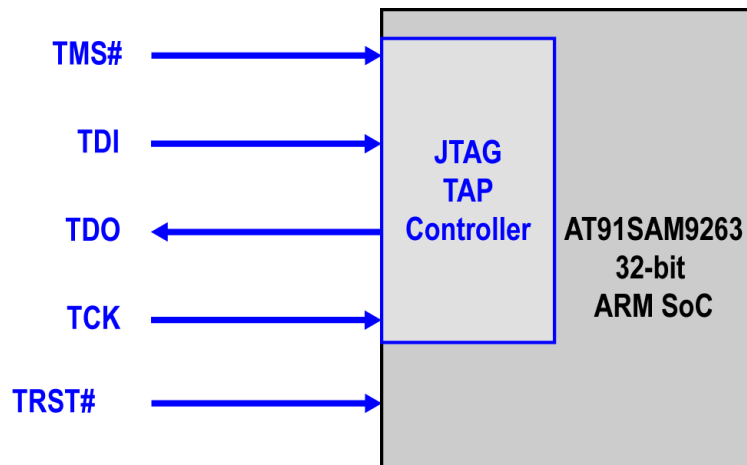 TMS#
TDI
TDO
TCK
TRST#
JTAG
TAP
Controller
AT91SAM9263
32-bit
ARM SoC